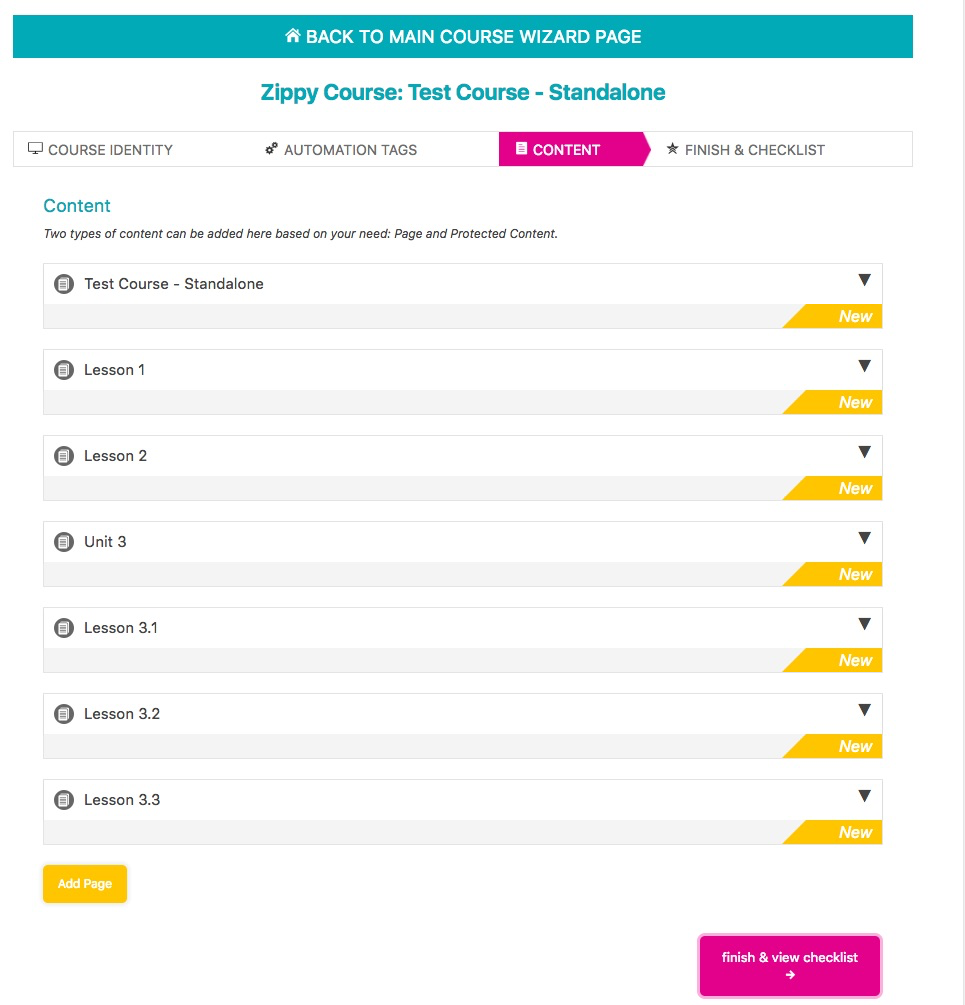 BACK TO MAIN COURSE WIZARD PAGE
Zippy Course: Test Course - Standalone
COURSE IDENTITY
AUTOMATION TAGS
CONTENT
FINISH & CHECKLIST
Content
Two types of content can be added here based on your need: Page and Protected Content.
Test Course - Standalone
New
Lesson 1
New
Lesson 2
New
Unit 3
New
Lesson 3.1
New
Lesson 3.2
New
Lesson 3.3
New
Add Page
finish & view checklist